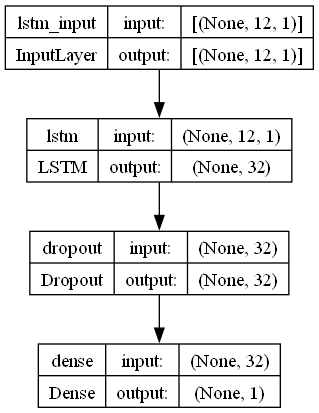 lstm_input input: [(None, 12, 1)]
InputLayer output: [(None, 12, 1)]
lstm input: (None, 12, 1)
LSTM output: (None, 32)
dropout input: (None, 32)
Dropout output: (None, 32)
dense input: (None, 32)
Dense output: (None, 1)